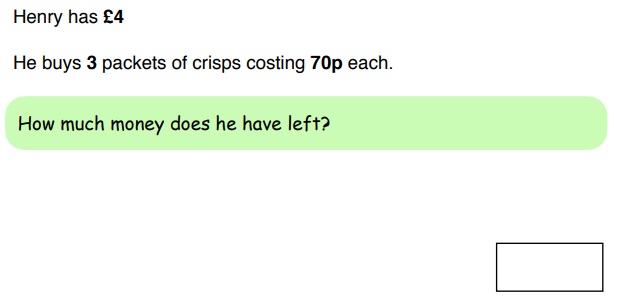 Henry has £4
He buys 3 packets of crisps costing 70p each.
How much money does he have left?